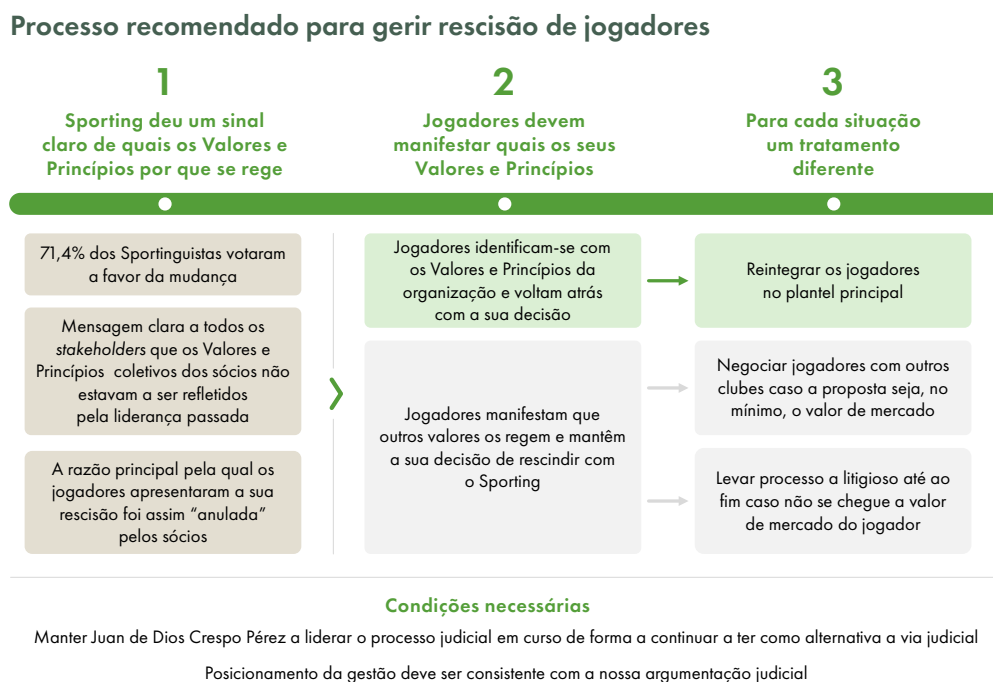 Processo recomendado para gerir rescisão de jogadores
1
Sporting deu um sinal
claro de quais os Valores e
Princípios por que se rege
2
Jogadores devem
manifestar quais os seus
Valores e Princípios
3
Para cada situação
um tratamento
diferente
71,4% dos Sportinguistas votaram
a favor da mudança
Mensagem clara a todos os
stakeholders que os Valores e
Princípios coletivos dos sócios não
estavam a ser refletidos
pela liderança passada
A razão principal pela qual os
jogadores apresentaram a sua
rescisão foi assim “anulada”
pelos sócios
Jogadores identificam-se com
os Valores e Princípios da
organização e voltam atrás
com a sua decisão
Jogadores manifestam que
outros valores os regem e mantêm
a sua decisão de rescindir com
o Sporting
Reintegrar os jogadores
no plantel principal
Negociar jogadores com outros
clubes caso a proposta seja, no
mínimo, o valor de mercado
Levar processo a litigioso até ao
fim caso não se chegue a valor
de mercado do jogador
Condições necessárias
Manter Juan de Dios Crespo Pérez a liderar o processo judicial em curso de forma a continuar a ter como alternativa a via judicial
Posicionamento da gestão deve ser consistente com a nossa argumentação judicial